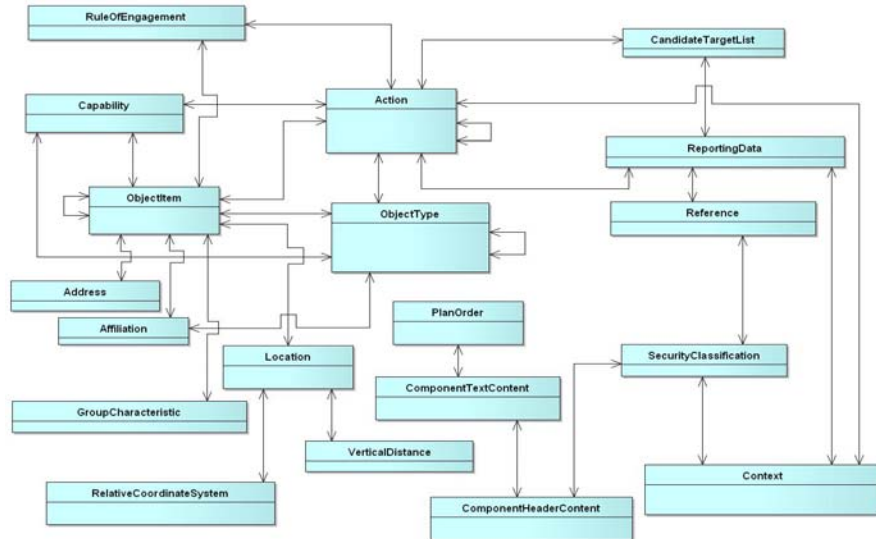 RuleOfEngagement
CandidateTargetList
Capability
Action
ReportingData
ObjectItem
ObjectType
Reference
Address
Affiliation
PlanOrder
Location
SecurityClassification
ComponentTextContent
GroupCharacteristic
VerticalDistance
Context
RelativeCoordinateSystem
ComponentHeaderContent